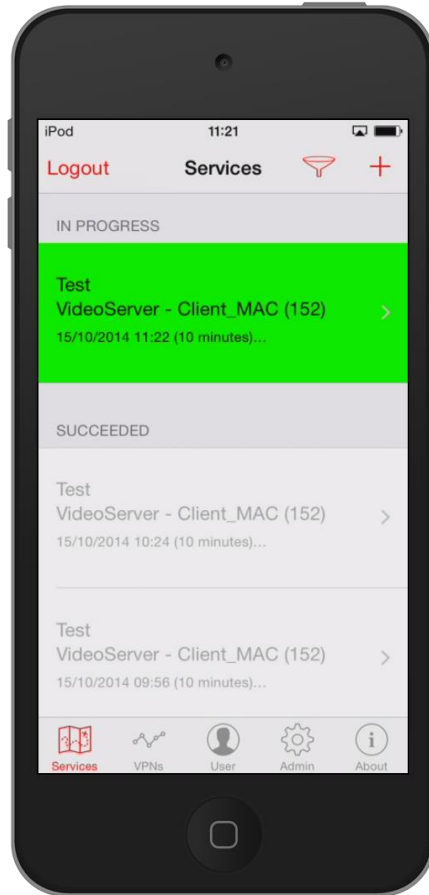 iPod 11:21
Logout Services
IN PROGRESS
Test
VideoServer - Client_MAC (152)
15/10/2014 11:22 (10 minutes)...
SUCCEEDED
Test
VideoServer - Client_MAC (152)
15/10/2014 10:24 (10 minutes)...
Test
VideoServer - Client_MAC (152)
15/10/2014 09:56 (10 minutes)...
Services VPNs User Admin About